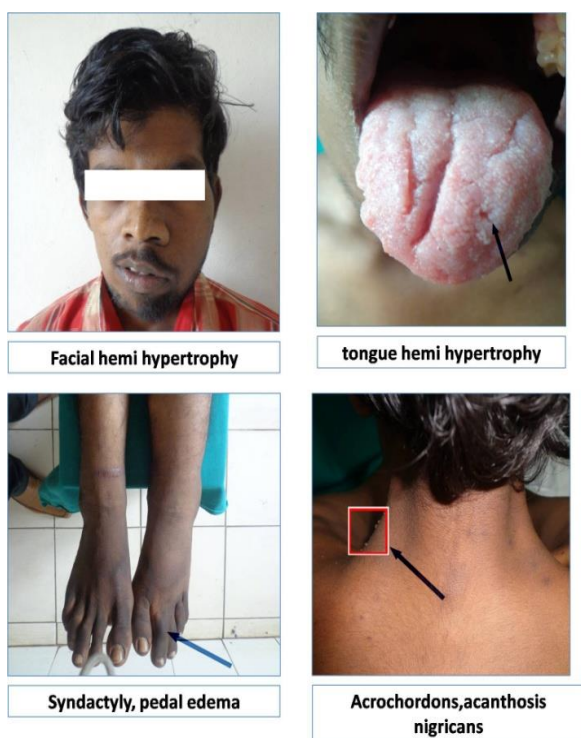 Facial hemi hypertrophy
tongue hemi hypertrophy
Syndactyly, pedal edema
Acrochordons,acanthosis
nigricans